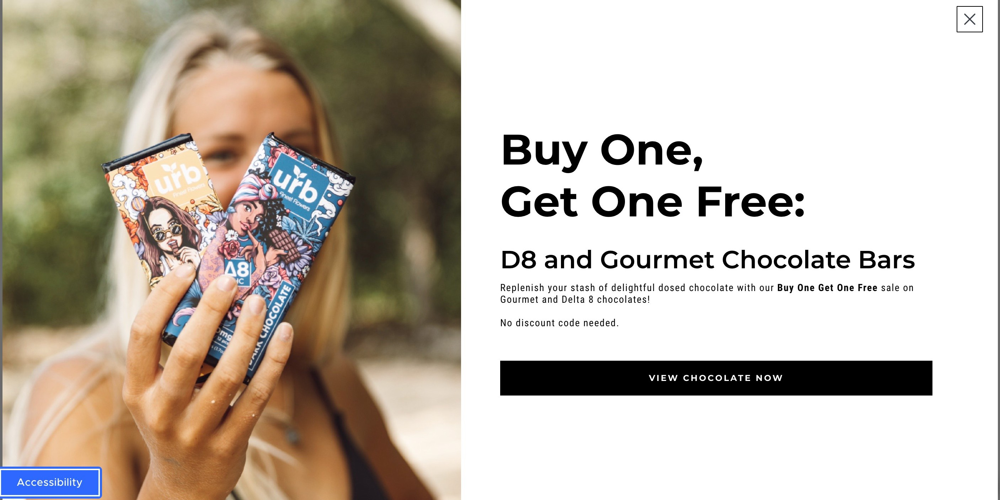 urb
Finest Flowers
urb
Finest Flowers
Δ8
DARK CHOCOLATE
12 pcs
Buy One,
Get One Free:
D8 and Gourmet Chocolate Bars
Replenish your stash of delightful dosed chocolate with our Buy One Get One Free sale on
Gourmet and Delta 8 chocolates!
No discount code needed.
VIEW CHOCOLATE NOW
Accessibility